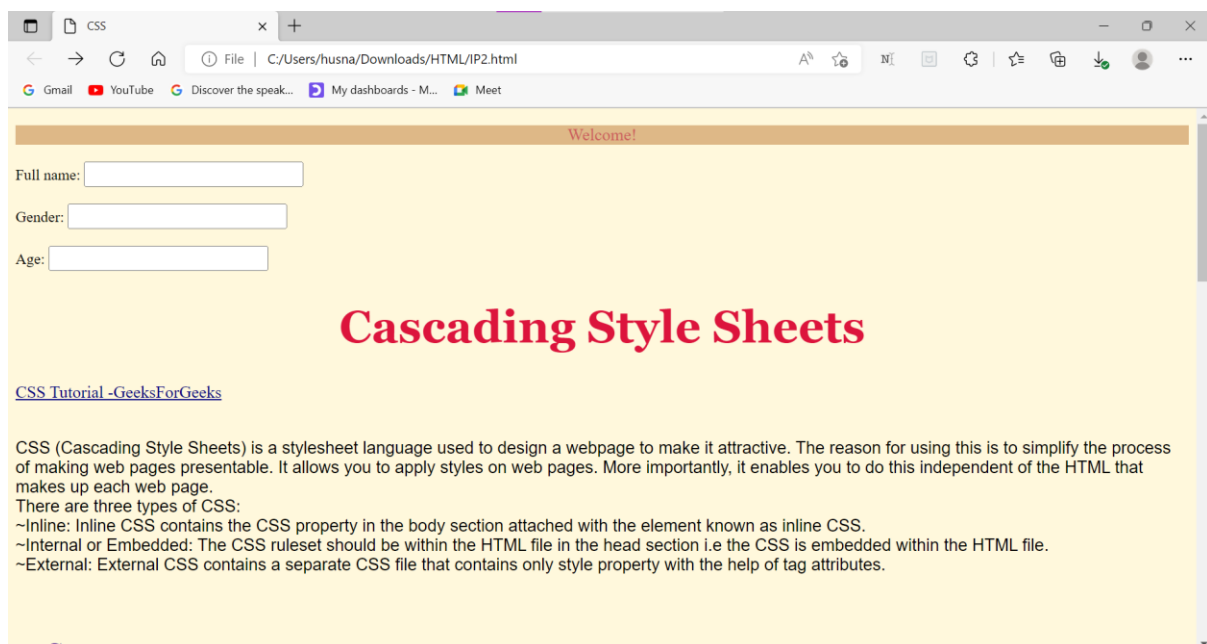 CSS
File | C:/Users/husna/Downloads/HTML/IP2.html
Gmail YouTube Discover the speak... My dashboards - M... Meet
Welcome!
Full name:
Gender:
Age:
Cascading Style Sheets
CSS Tutorial -GeeksForGeeks
CSS (Cascading Style Sheets) is a stylesheet language used to design a webpage to make it attractive. The reason for using this is to simplify the process
of making web pages presentable. It allows you to apply styles on web pages. More importantly, it enables you to do this independent of the HTML that
makes up each web page.
There are three types of CSS:
~Inline: Inline CSS contains the CSS property in the body section attached with the element known as inline CSS.
~Internal or Embedded: The CSS ruleset should be within the HTML file in the head section i.e the CSS is embedded within the HTML file.
~External: External CSS contains a separate CSS file that contains only style property with the help of tag attributes.